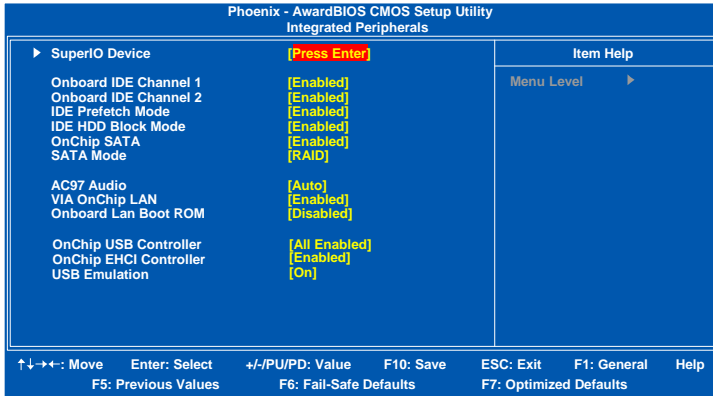 Phoenix - AwardBIOS CMOS Setup Utility
Integrated Peripherals
SuperIO Device [Press Enter]
Item Help
Onboard IDE Channel 1 [Enabled]
Menu Level
Onboard IDE Channel 2 [Enabled]
IDE Prefetch Mode [Enabled]
IDE HDD Block Mode [Enabled]
OnChip SATA [Enabled]
SATA Mode [RAID]
AC97 Audio [Auto]
VIA OnChip LAN [Enabled]
Onboard Lan Boot ROM [Disabled]
OnChip USB Controller [All Enabled]
OnChip EHCI Controller [Enabled]
USB Emulation [On]
↑↓→←: Move Enter: Select +/-/PU/PD: Value F10: Save ESC: Exit F1: General Help
F5: Previous Values F6: Fail-Safe Defaults F7: Optimized Defaults